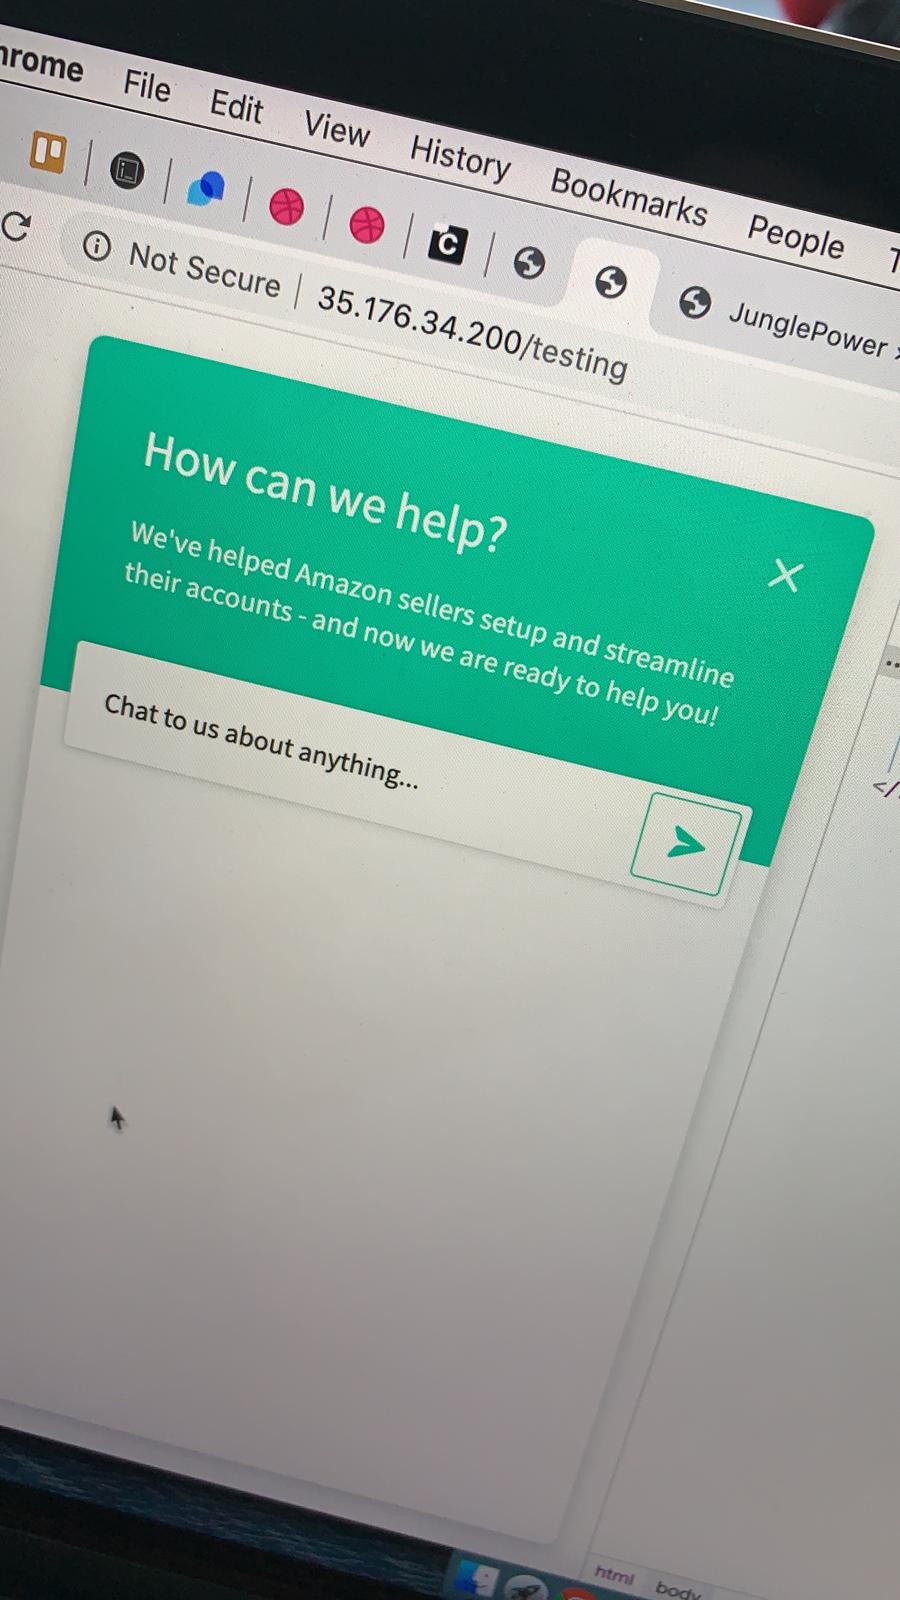 hrome File Edit View History Bookmarks People
JunglePower
Not Secure | 35.176.34.200/testing
How can we help?
We've helped Amazon sellers setup and streamline
their accounts - and now we are ready to help you!
Chat to us about anything...
</
html body